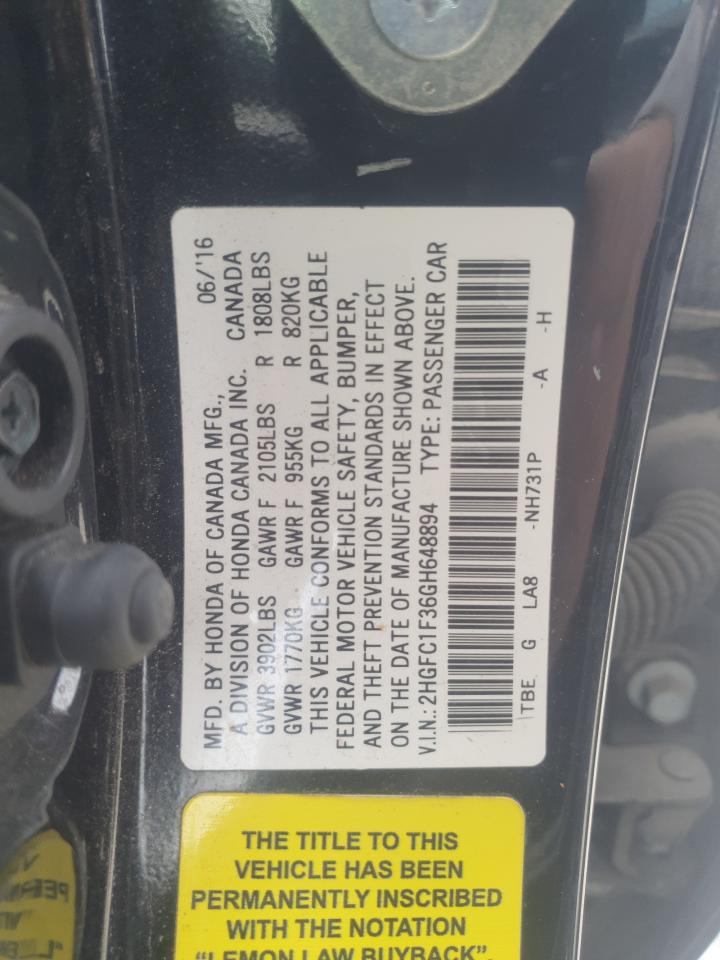 MFD. BY HONDA OF CANADA MFG., 06/'16
A DIVISION OF HONDA CANADA INC. CANADA
GVWR 3902LBS GAWR F 2105LBS R 1808LBS
GVWR 1770KG GAWR F 955KG R 820KG
THIS VEHICLE CONFORMS TO ALL APPLICABLE
FEDERAL MOTOR VEHICLE SAFETY, BUMPER,
AND THEFT PREVENTION STANDARDS IN EFFECT
ON THE DATE OF MANUFACTURE SHOWN ABOVE.
V.I.N.: 2HGFC1F36GH648894 TYPE: PASSENGER CAR
TBE G LA8 -NH731P -A -H
THE TITLE TO THIS
VEHICLE HAS BEEN
PERMANENTLY INSCRIBED
WITH THE NOTATION
"LEMON LAW BUYBACK".